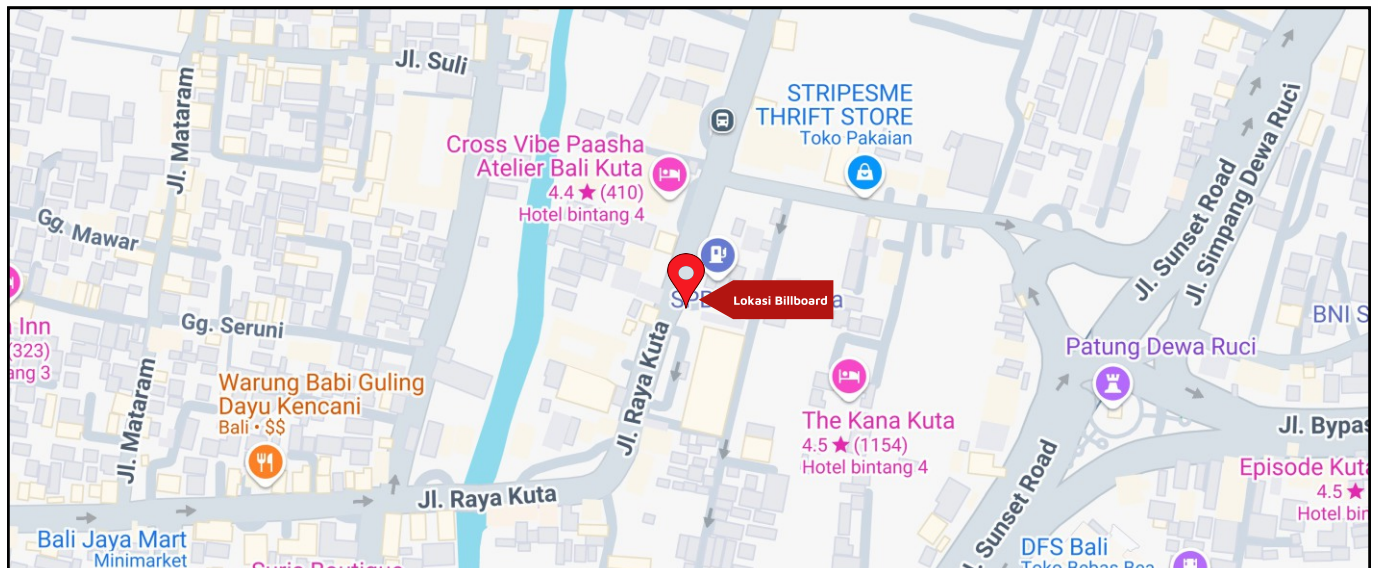 Jl. Suli
Jl. Mataram
STRIPESME
THRIFT STORE
Toko Pakaian
Cross Vibe Paasha
Atelier Bali Kuta
4.4 ★ (410)
Hotel bintang 4
Jl. Sunset Road
Jl. Simpang Dewa Ruci
Gg. Mawar
Lokasi Billboard
a
BNI S
Inn
(323)
ang 3
Gg. Seruni
Jl. Raya Kuta
Patung Dewa Ruci
Warung Babi Guling
Dayu Kencani
Bali • $$
Jl. Mataram
The Kana Kuta
4.5 ★ (1154)
Hotel bintang 4
Jl. Bypas
Jl. Raya Kuta
Episode Kuta
4.5 ★
Hotel bin
Sunset Road
Bali Jaya Mart
Minimarket
DFS Bali